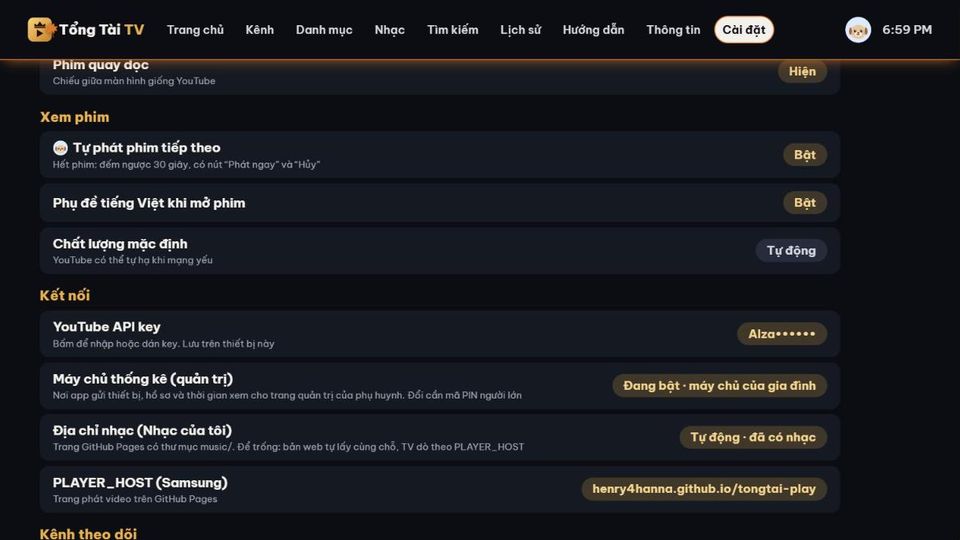 Tổng Tài TV
Trang chủ
Kênh
Danh mục
Nhạc
Tìm kiếm
Lịch sử
Hướng dẫn
Thông tin
Cài đặt
6:59 PM
Phim quay dọc
Chiếu giữa màn hình giống YouTube
Hiện
Xem phim
Tự phát phim tiếp theo
Hết phim: đếm ngược 30 giây, có nút "Phát ngay" và "Hủy"
Bật
Phụ đề tiếng Việt khi mở phim
Bật
Chất lượng mặc định
YouTube có thể tự hạ khi mạng yếu
Tự động
Kết nối
YouTube API key
Bấm để nhập hoặc dán key. Lưu trên thiết bị này
AIza••••••
Máy chủ thống kê (quản trị)
Nơi app gửi thiết bị, hồ sơ và thời gian xem cho trang quản trị của phụ huynh. Đổi cần mã PIN người lớn
Đang bật · máy chủ của gia đình
Địa chỉ nhạc (Nhạc của tôi)
Trang GitHub Pages có thư mục music/. Để trống: bản web tự lấy cùng chỗ, TV dò theo PLAYER_HOST
Tự động · đã có nhạc
PLAYER_HOST (Samsung)
Trang phát video trên GitHub Pages
henry4hanna.github.io/tongtai-play
Kênh theo dõi